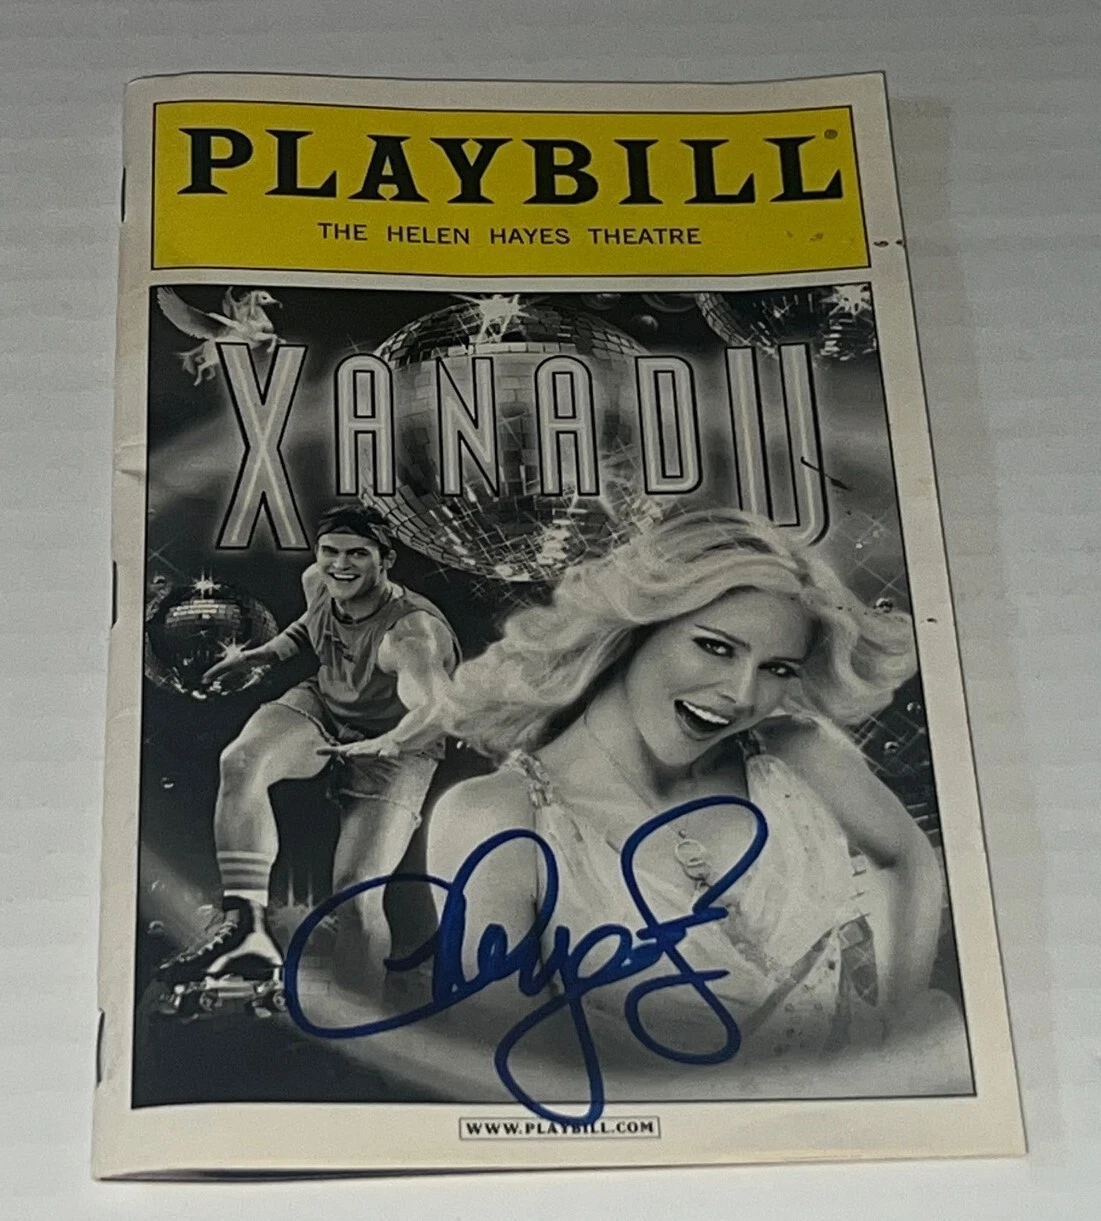 PLAYBILL®
THE HELEN HAYES THEATRE
XANADU
WWW.PLAYBILL.COM